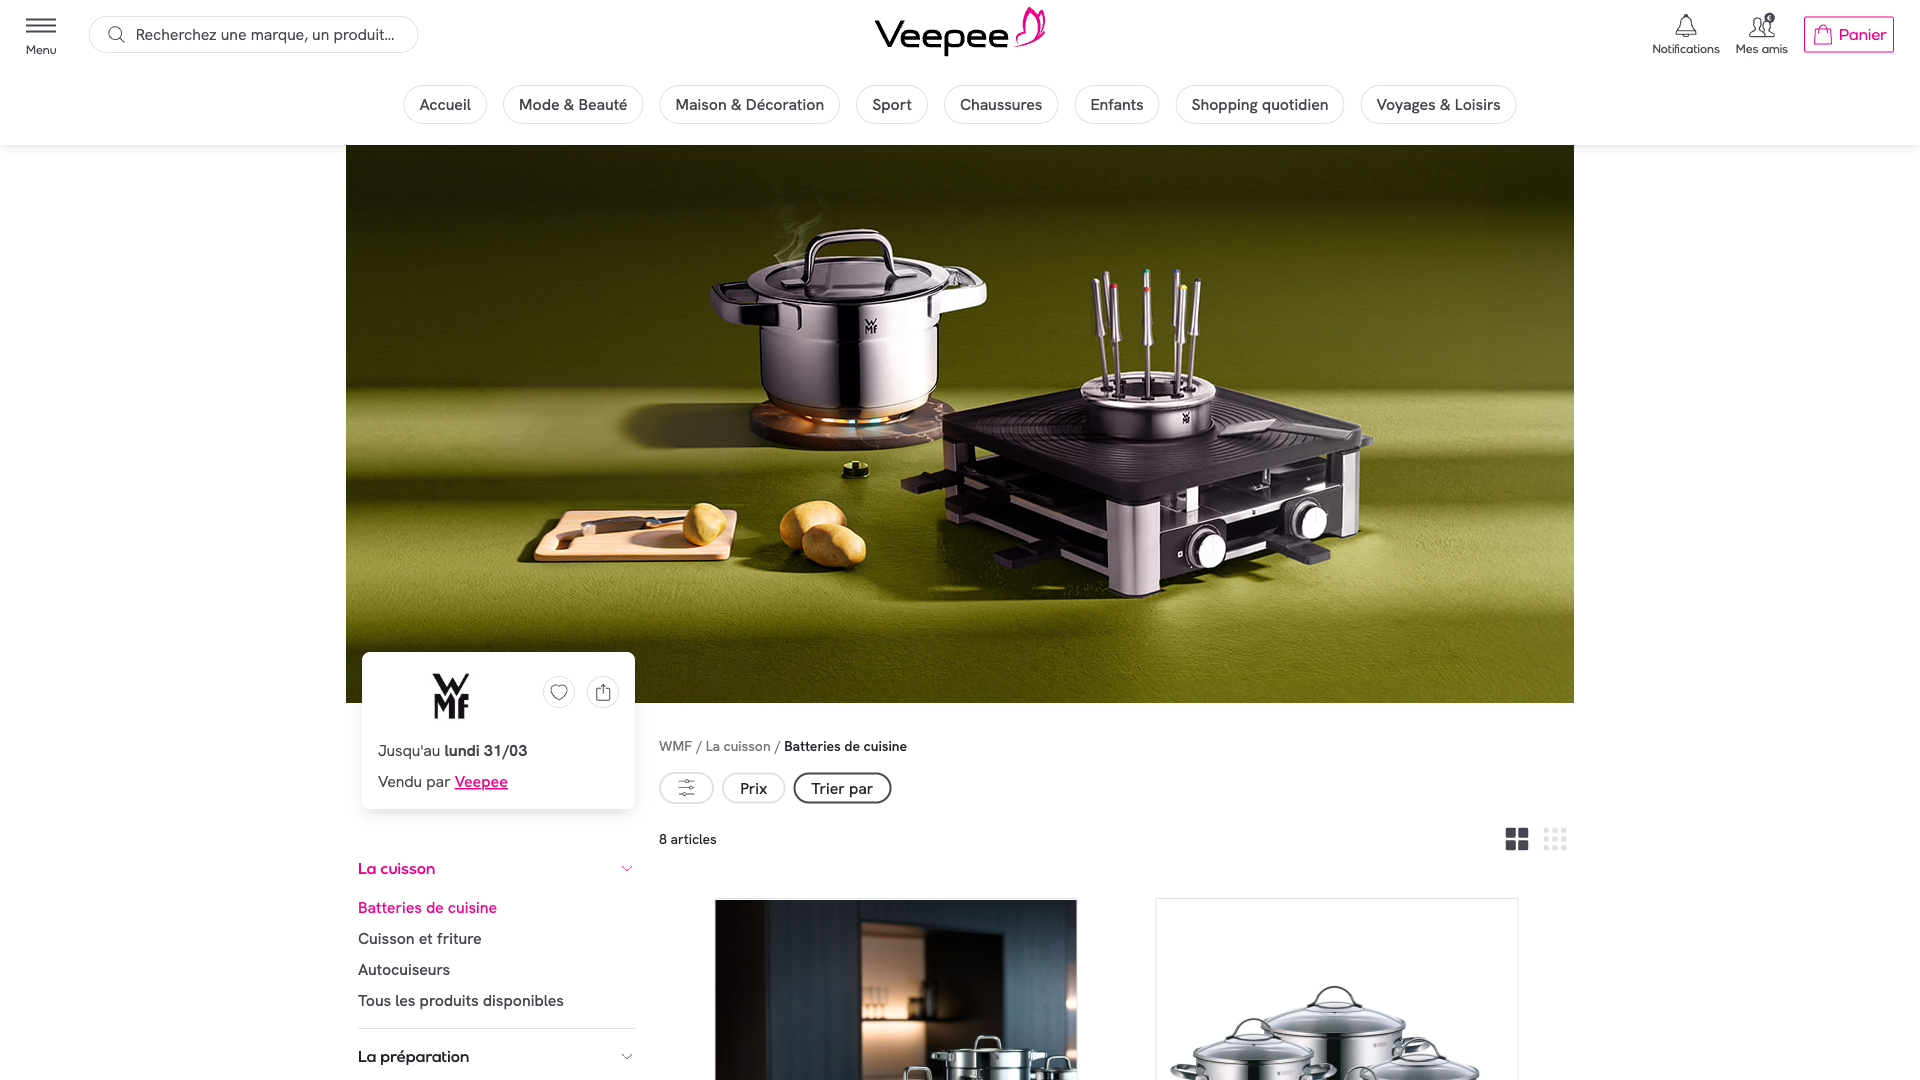 Menu
Recherchez une marque, un produit...
Veepee
Notifications
Mes amis
Panier
Accueil
Mode & Beauté
Maison & Décoration
Sport
Chaussures
Enfants
Shopping quotidien
Voyages & Loisirs
WMF
WMF
WMF
Jusqu'au lundi 31/03
Vendu par Veepee
WMF / La cuisson / Batteries de cuisine
Prix
Trier par
8 articles
La cuisson
Batteries de cuisine
Cuisson et friture
Autocuiseurs
Tous les produits disponibles
La préparation